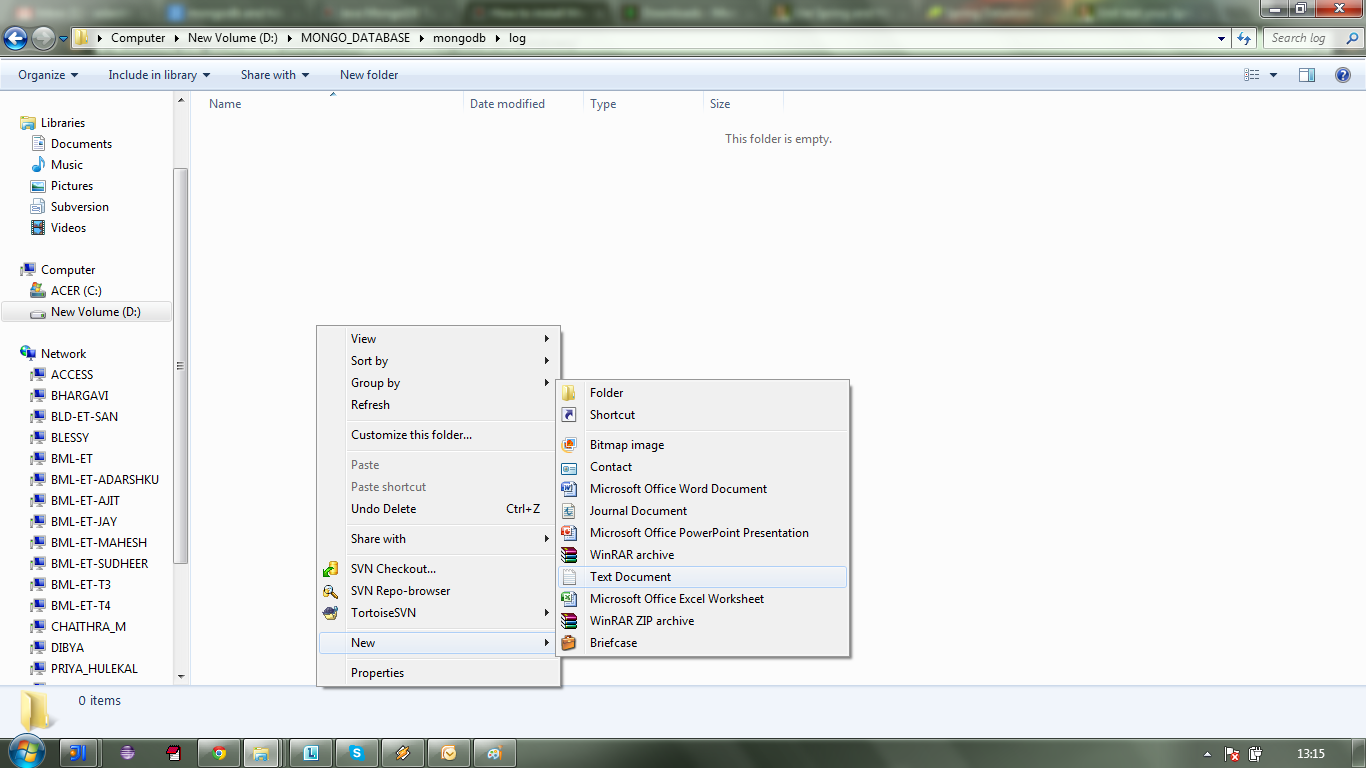 Computer New Volume (D:) MONGO_DATABASE mongodb log
Search log
Organize Include in library Share with New folder
Name Date modified Type Size
This folder is empty.
Libraries
Documents
Music
Pictures
Subversion
Videos
Computer
ACER (C:)
New Volume (D:)
Network
ACCESS
BHARGAVI
BLD-ET-SAN
BLESSY
BML-ET
BML-ET-ADARSHKU
BML-ET-AJIT
BML-ET-JAY
BML-ET-MAHESH
BML-ET-SUDHEER
BML-ET-T3
BML-ET-T4
CHAITHRA_M
DIBYA
PRIYA_HULEKAL
View
Sort by
Group by
Refresh
Customize this folder...
Paste
Paste shortcut
Undo Delete Ctrl+Z
Share with
SVN Checkout...
SVN Repo-browser
TortoiseSVN
New
Properties
Folder
Shortcut
Bitmap image
Contact
Microsoft Office Word Document
Journal Document
Microsoft Office PowerPoint Presentation
WinRAR archive
Text Document
Microsoft Office Excel Worksheet
WinRAR ZIP archive
Briefcase
0 items
13:15